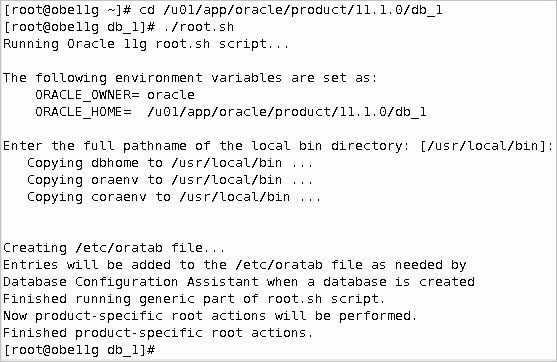 [root@obe11g ~]# cd /u01/app/oracle/product/11.1.0/db_1
[root@obe11g db_1]# ./root.sh
Running Oracle 11g root.sh script...
The following environment variables are set as:
ORACLE_OWNER= oracle
ORACLE_HOME=  /u01/app/oracle/product/11.1.0/db_1
Enter the full pathname of the local bin directory: [/usr/local/bin]:
Copying dbhome to /usr/local/bin ...
Copying oraenv to /usr/local/bin ...
Copying coraenv to /usr/local/bin ...
Creating /etc/oratab file...
Entries will be added to the /etc/oratab file as needed by
Database Configuration Assistant when a database is created
Finished running generic part of root.sh script.
Now product-specific root actions will be performed.
Finished product-specific root actions.
[root@obe11g db_1]#